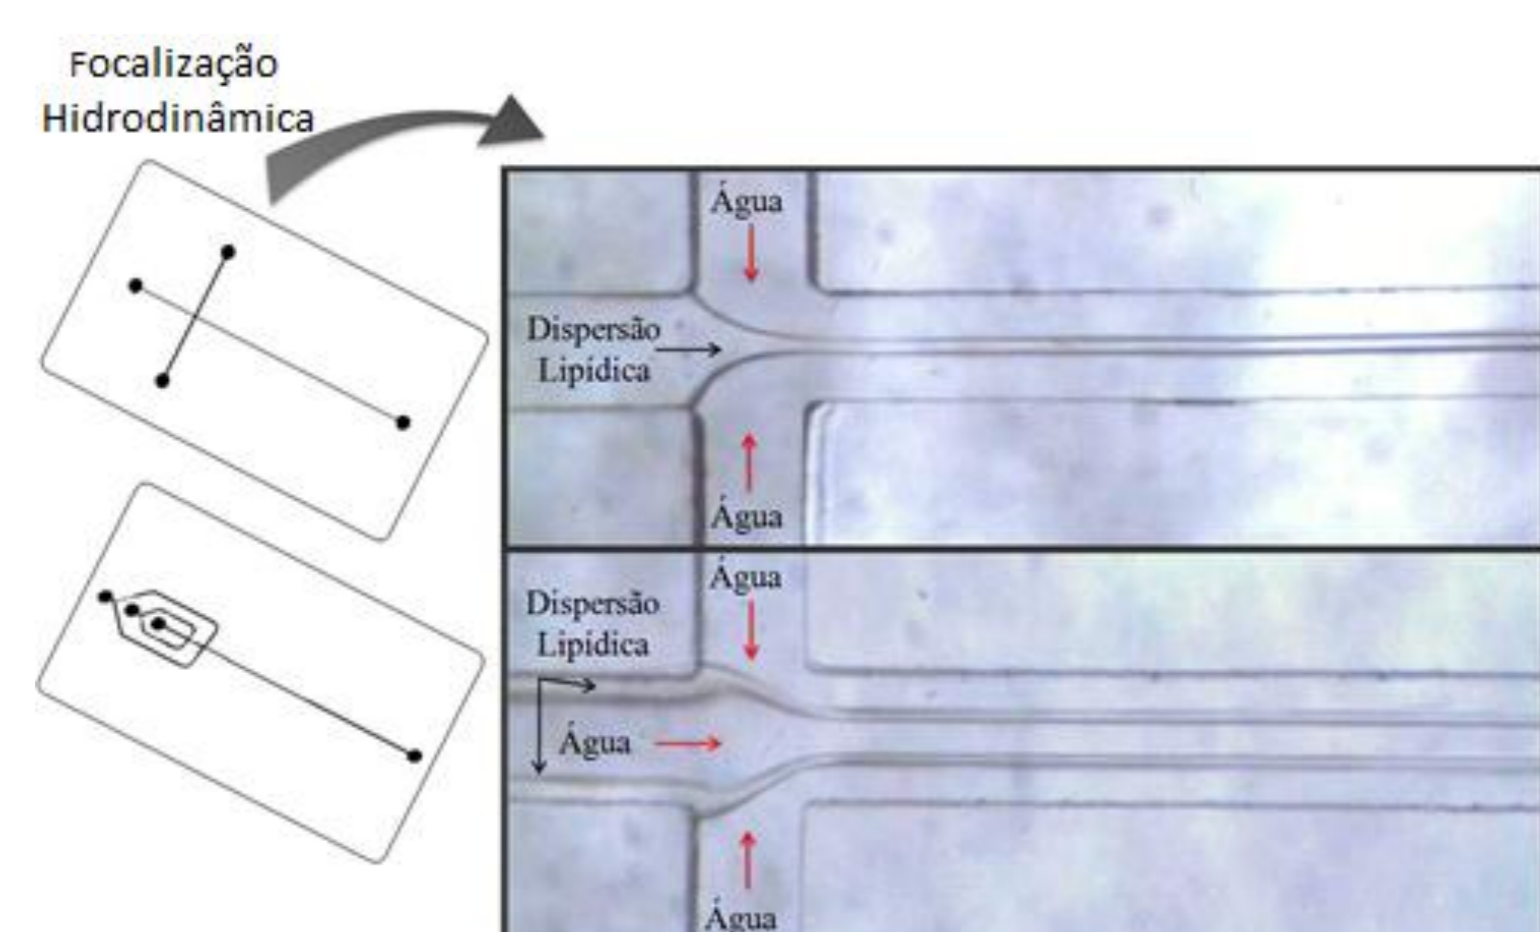 Focalização
Hidrodinâmica
Água
Dispersão
Lipídica
Água
Água
Dispersão
Lipídica
Água
Água